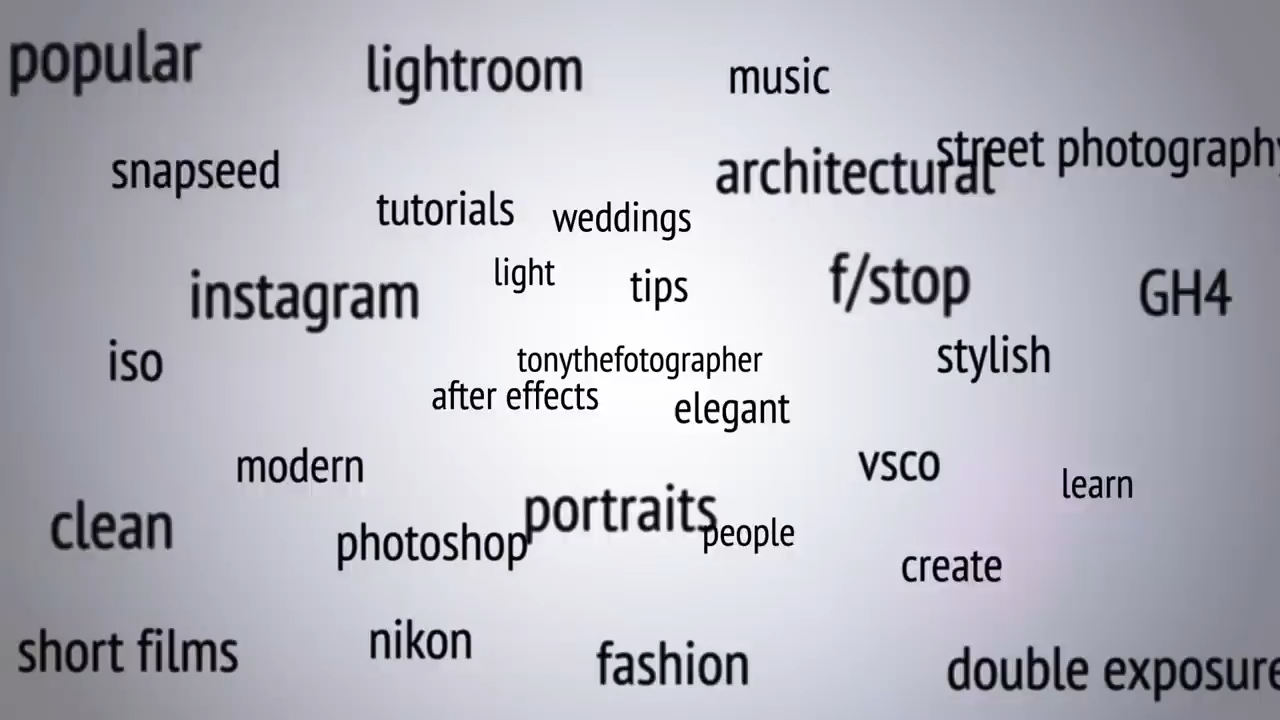 popular
lightroom
music
street photography
snapseed
architectural
tutorials
weddings
light
tips
f/stop
instagram
GH4
iso
tonythefotographer
stylish
after effects
elegant
modern
vsco
learn
clean
portraits
photoshop
people
create
short films
nikon
fashion
double exposure